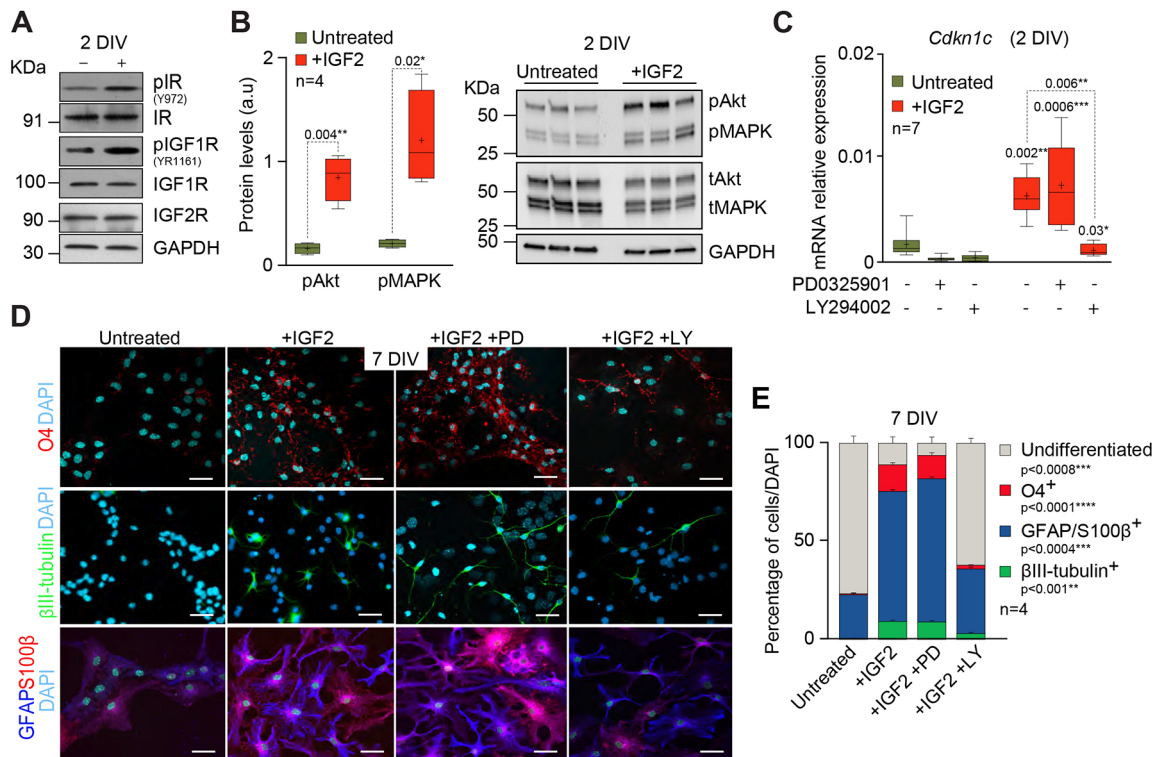 A
2 DIV
KDa
- +
pIR
(Y972)
91
IR
pIGF1R
(YR1161)
100
IGF1R
90
IGF2R
30
GAPDH
B
Untreated
+IGF2
n=4
Protein levels (a.u)
2
1
0
0.004**
0.02*
pAkt pMAPK
2 DIV
Untreated +IGF2
KDa
50
25
pAkt
pMAPK
50
25
tAkt
tMAPK
50
GAPDH
C
Cdkn1c (2 DIV)
Untreated
+IGF2
n=7
mRNA relative expression
0.02
0.01
0
0.006**
0.0006***
0.002**
0.03*
PD0325901 - + - - + -
LY294002 - - + - - +
D
Untreated +IGF2 +IGF2 +PD +IGF2 +LY
7 DIV
O4 DAPI
βIII-tubulin DAPI
GFAPS100β
DAPI
E
7 DIV
Percentage of cells/DAPI
100
50
0
Untreated
+IGF2
+IGF2 +PD
+IGF2 +LY
Undifferentiated
p<0.0008***
O4+
p<0.0001****
GFAP/S100β+
p<0.0004***
βIII-tubulin+
p<0.001**
n=4